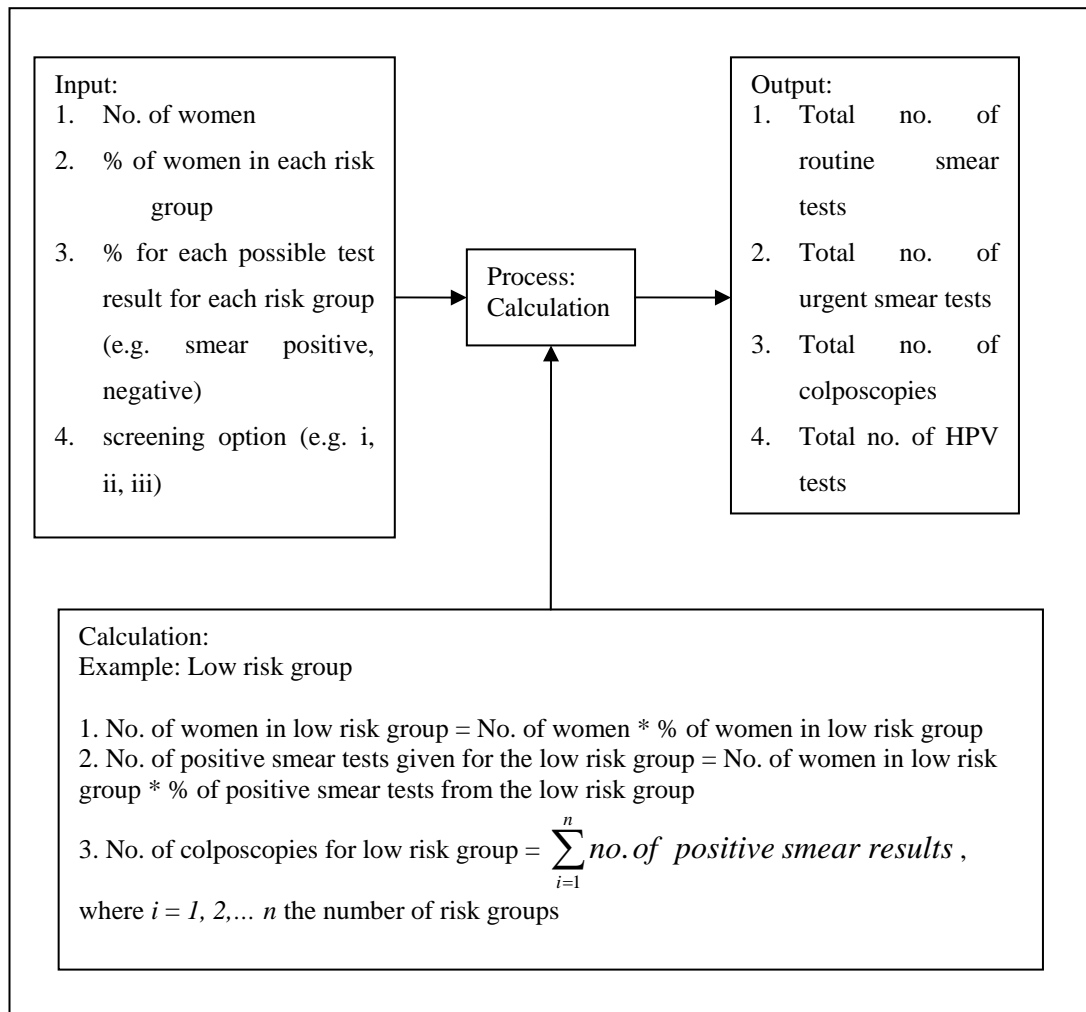 Input:
1. No. of women
2. % of women in each risk
group
3. % for each possible test
result for each risk group
(e.g. smear positive,
negative)
4. screening option (e.g. i,
ii, iii)
Process:
Calculation
Output:
1. Total no. of
routine smear
tests
2. Total no. of
urgent smear tests
3. Total no. of
colposcopies
4. Total no. of HPV
tests
Calculation:
Example: Low risk group
1. No. of women in low risk group = No. of women * % of women in low risk group
2. No. of positive smear tests given for the low risk group = No. of women in low risk
group * % of positive smear tests from the low risk group
3. No. of colposcopies for low risk group = ∑_{i=1}^{n} no. of positive smear results ,
where i = 1, 2,... n the number of risk groups